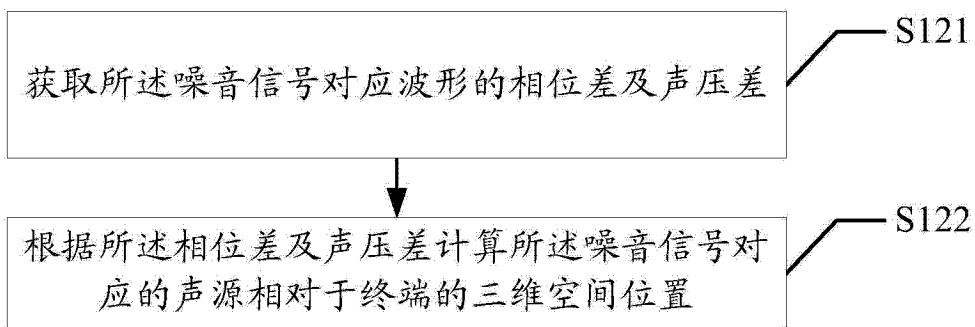 S121
获取所述噪音信号对应波形的相位差及声压差
S122
根据所述相位差及声压差计算所述噪音信号对
应的声源相对于终端的三维空间位置